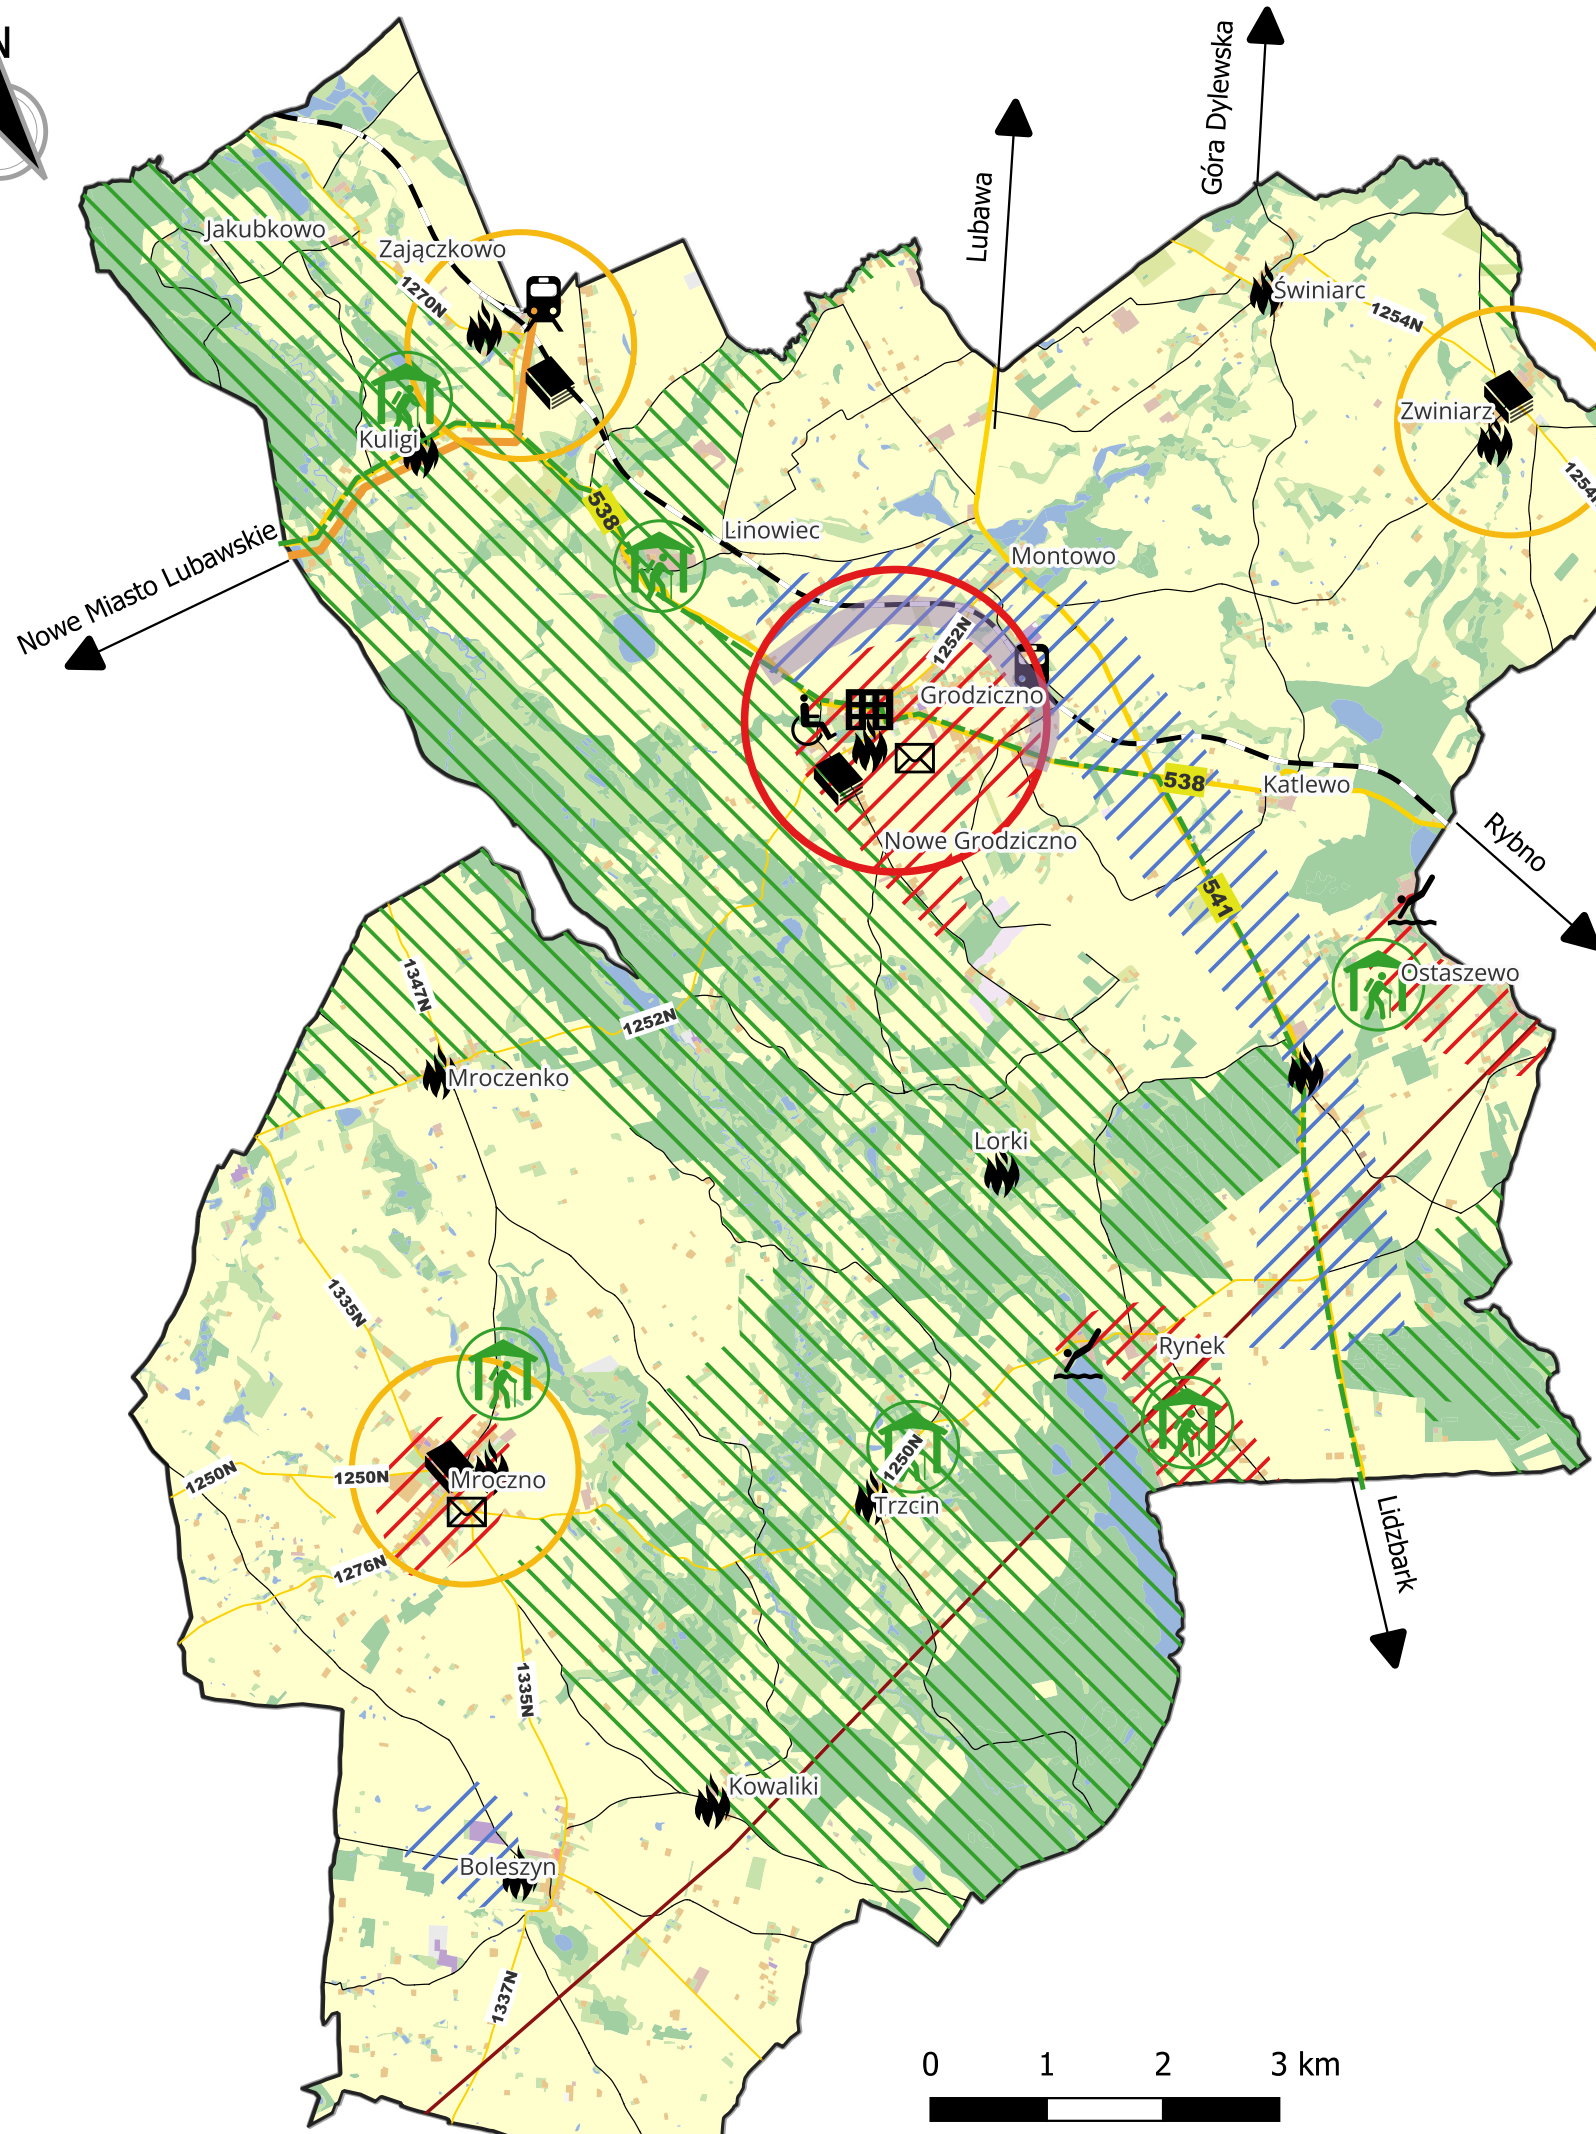 N
Góra Dylewska
Lubawa
Jakubkowo
Zajączkowo
1270N
Świniarc
1254N
Zwiniarz
Kuligi
1254N
538
Linowiec
Nowe Miasto Lubawskie
Montowo
1252N
Grodziczno
538
Katlewo
Rybno
Nowe Grodziczno
541
Ostaszewo
1347N
1252N
Mroczenko
Lorki
1335N
Rynek
1250N
1250N
1250N
Mroczno
Trzcin
Lidzbark
1276N
1335N
Kowaliki
Boleszyn
1337N
0 1 2 3 km